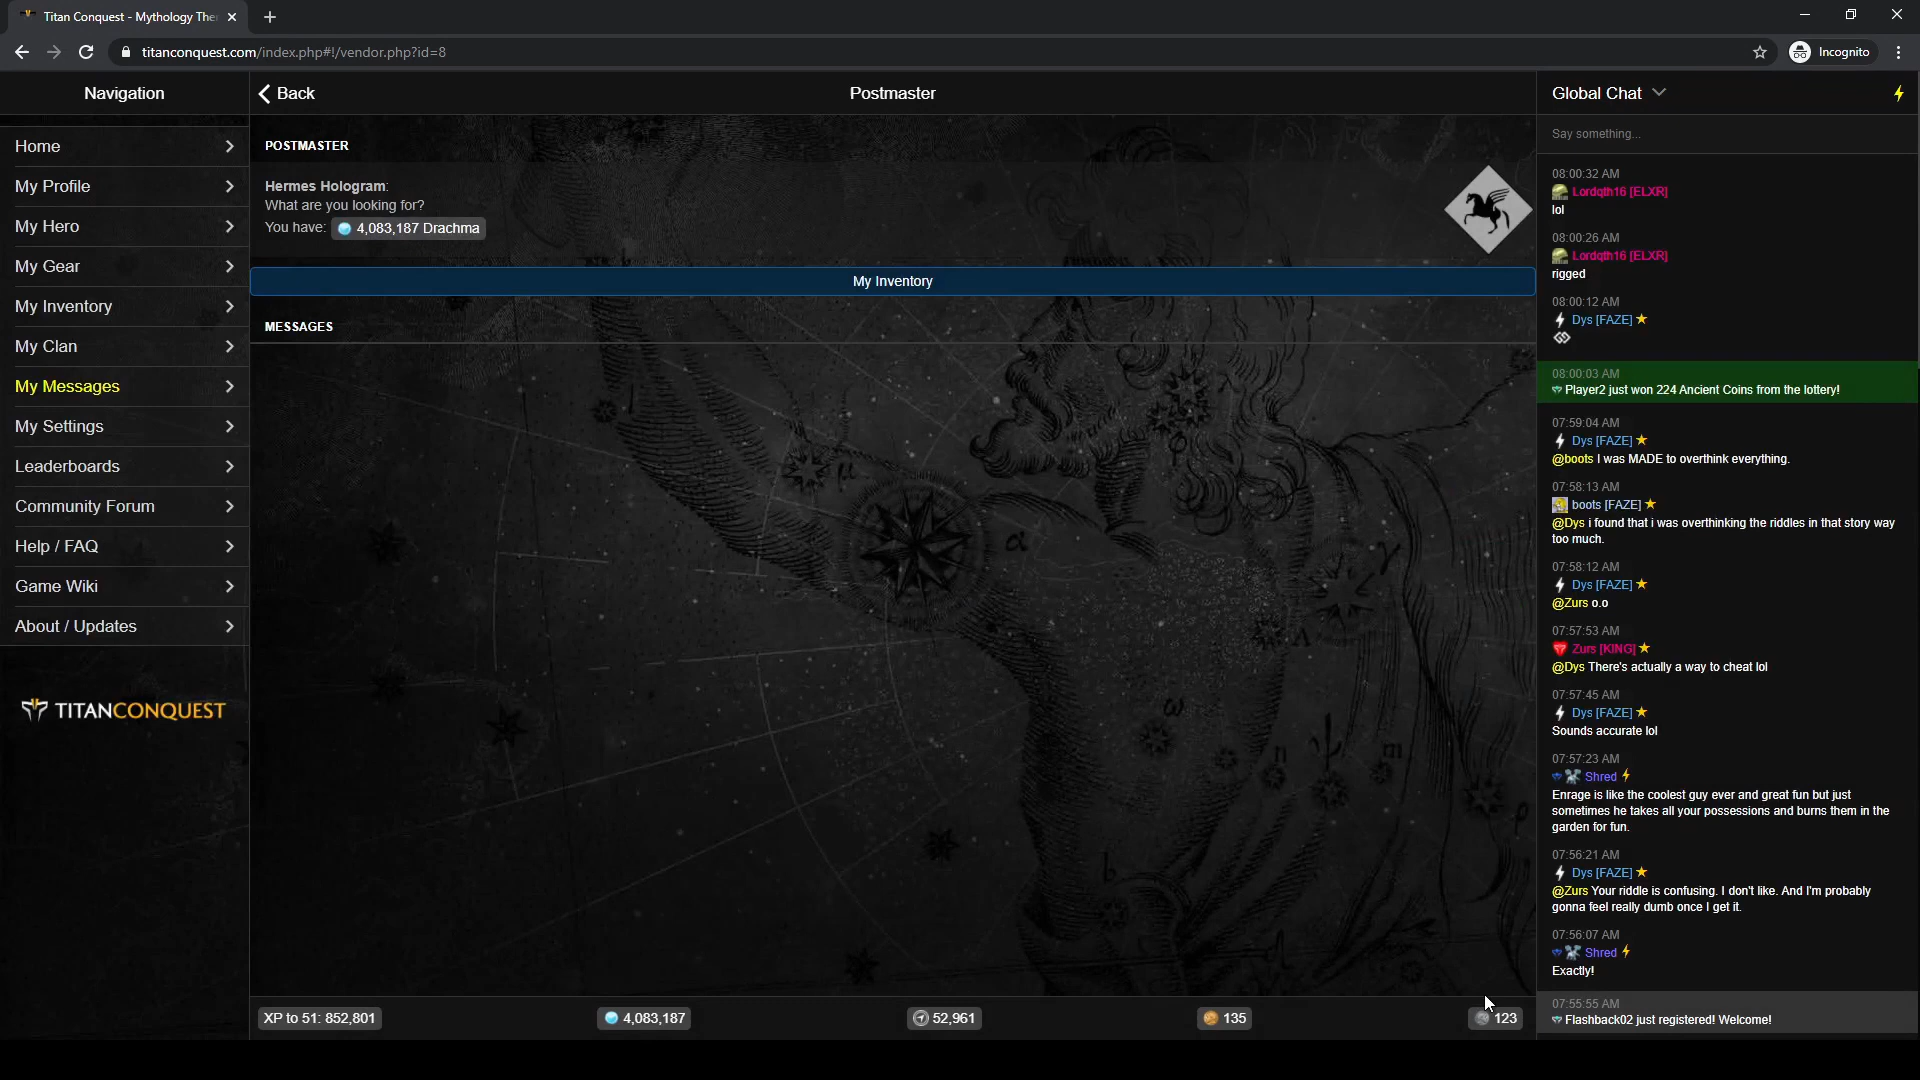 Titan Conquest - Mythology The
titanconquest.com/index.php#!/vendor.php?id=8
Incognito
Navigation
Home
My Profile
My Hero
My Gear
My Inventory
My Clan
My Messages
My Settings
Leaderboards
Community Forum
Help / FAQ
Game Wiki
About / Updates
TITANCONQUEST
Back
Postmaster
POSTMASTER
Hermes Hologram:
What are you looking for?
You have: 4,083,187 Drachma
My Inventory
MESSAGES
α
α
γ
λ
ω
n
b
m
b
XP to 51: 852,801
4,083,187
52,961
135
123
Global Chat
Say something...
08:00:32 AM
Lordqth16 [ELXR]
lol
08:00:26 AM
Lordqth16 [ELXR]
rigged
08:00:12 AM
Dys [FAZE]
08:00:03 AM
Player2 just won 224 Ancient Coins from the lottery!
07:59:04 AM
Dys [FAZE]
@boots I was MADE to overthink everything.
07:58:13 AM
boots [FAZE]
@Dys i found that i was overthinking the riddles in that story way
too much.
07:58:12 AM
Dys [FAZE]
@Zurs o.o
07:57:53 AM
Zurs [KING]
@Dys There's actually a way to cheat lol
07:57:45 AM
Dys [FAZE]
Sounds accurate lol
07:57:23 AM
Shred
Enrage is like the coolest guy ever and great fun but just
sometimes he takes all your possessions and burns them in the
garden for fun.
07:56:21 AM
Dys [FAZE]
@Zurs Your riddle is confusing. I don't like. And I'm probably
gonna feel really dumb once I get it.
07:56:07 AM
Shred
Exactly!
07:55:55 AM
Flashback02 just registered! Welcome!